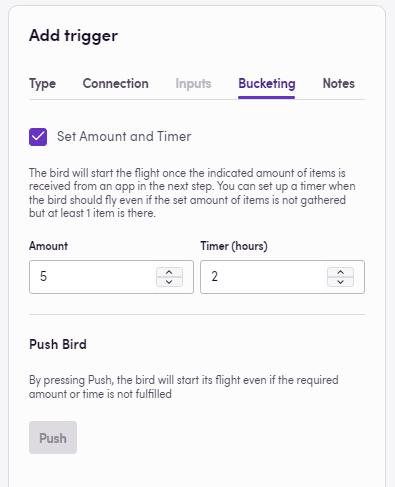 Add trigger
Type Connection Inputs Bucketing Notes
Set Amount and Timer
The bird will start the flight once the indicated amount of items is
received from an app in the next step. You can set up a timer when
the bird should fly even if the set amount of items is not gathered
but at least 1 item is there.
Amount Timer (hours)
5 2
Push Bird
By pressing Push, the bird will start its flight even if the required
amount or time is not fulfilled
Push